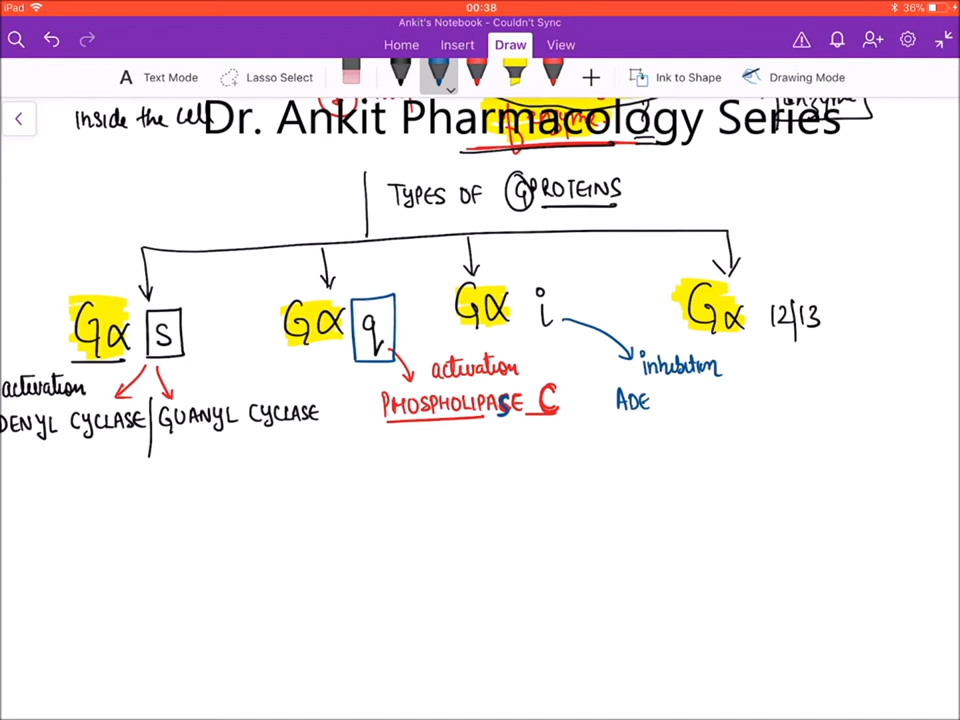 iPad 00:38 36%
Ankit's Notebook - Couldn't Sync
Home Insert Draw View
A Text Mode Lasso Select Ink to Shape Drawing Mode
inside the cell
enzyme
enzyme
Dr. Ankit Pharmacology Series
TYPES OF G PROTEINS
Gα s
Gα q
Gα i
Gα 12/13
activation
DENYL CYCLASE/GUANYL CYCLASE
activation
PHOSPHOLIPASE C
inhibition
ADE